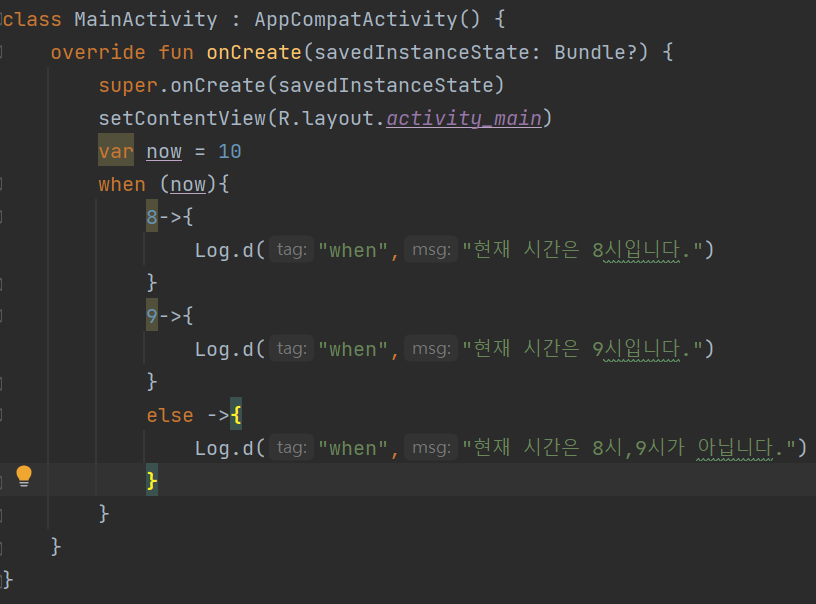 class MainActivity : AppCompatActivity() {
    override fun onCreate(savedInstanceState: Bundle?) {
        super.onCreate(savedInstanceState)
        setContentView(R.layout.activity_main)
        var now = 10
        when (now){
            8->{
                Log.d( tag: "when", msg: "현재 시간은 8시입니다.")
            }
            9->{
                Log.d( tag: "when", msg: "현재 시간은 9시입니다.")
            }
            else ->{
                Log.d( tag: "when", msg: "현재 시간은 8시,9시가 아닙니다.")
            }
        }
    }
}